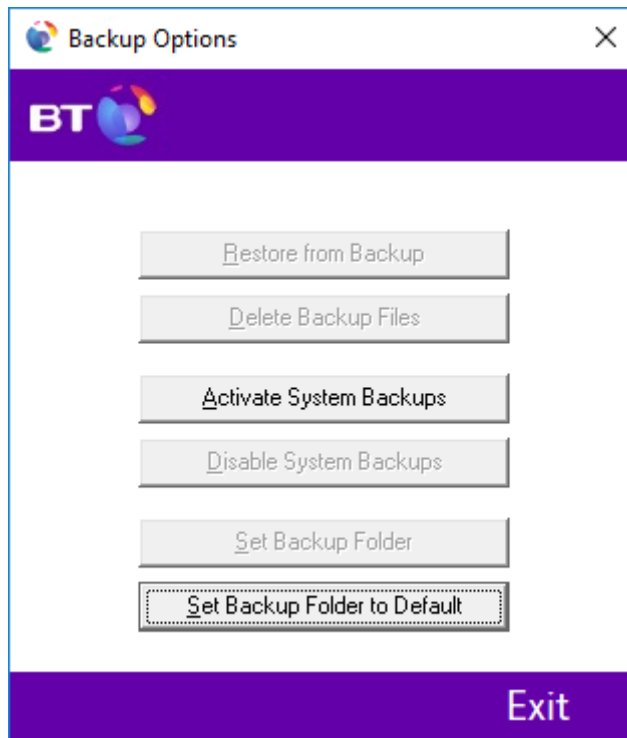 Backup Options
BT
Restore from Backup
Delete Backup Files
Activate System Backups
Disable System Backups
Set Backup Folder
Set Backup Folder to Default
Exit